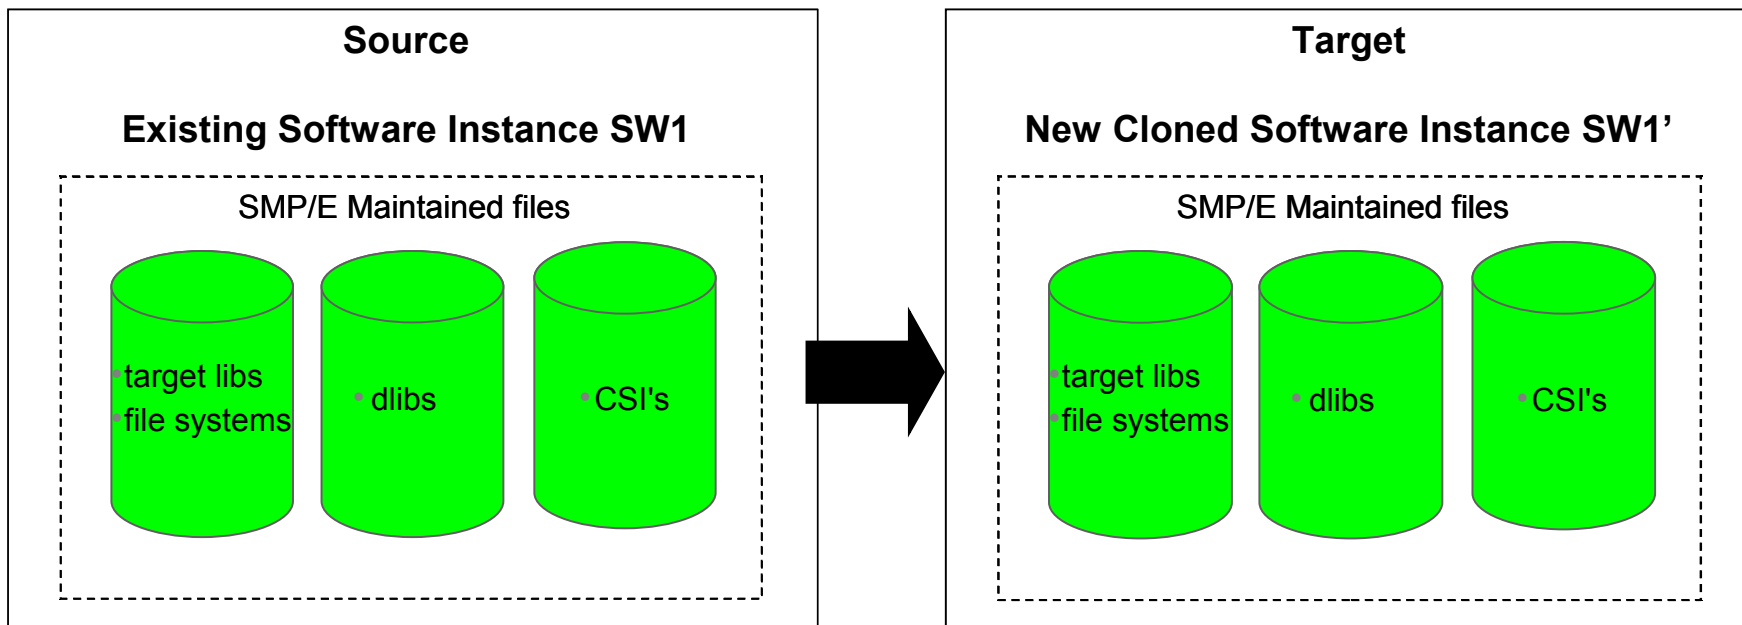 Source
Existing Software Instance SW1
SMP/E Maintained files
•target libs
•file systems
• dlibs
• CSI's
Target
New Cloned Software Instance SW1’
SMP/E Maintained files
•target libs
•file systems
• dlibs
• CSI's